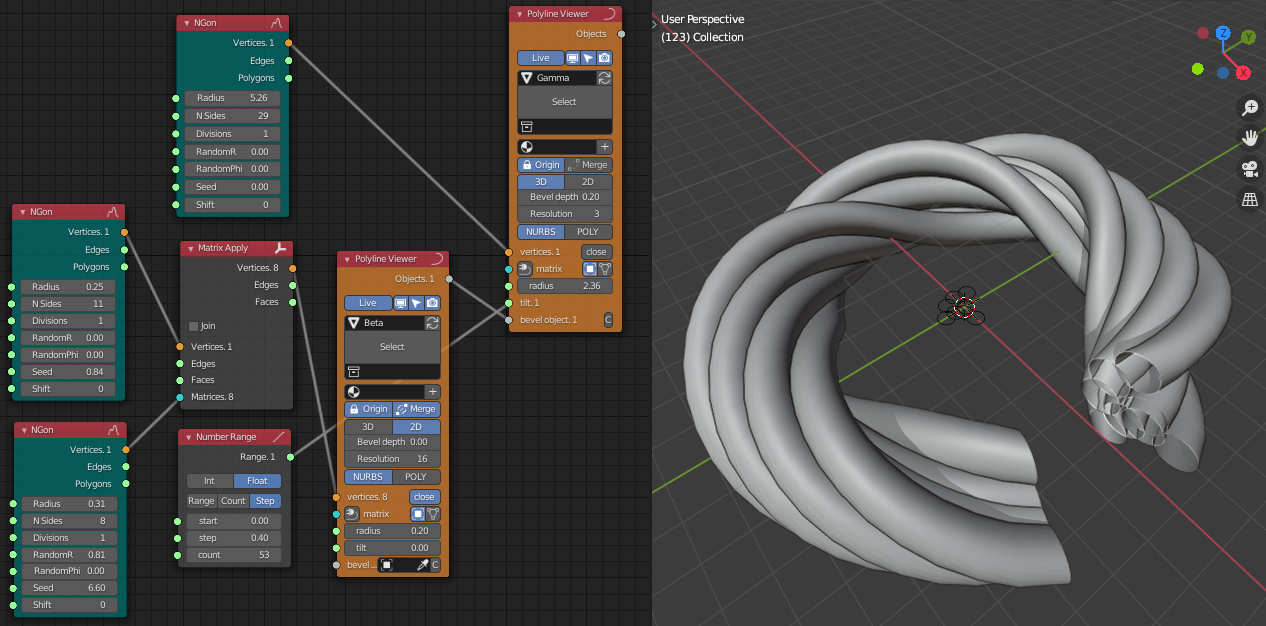 NGon
Vertices. 1
Edges
Polygons
Radius 5.26
N Sides 29
Divisions 1
RandomR 0.00
RandomPhi 0.00
Seed 0.00
Shift 0
NGon
Vertices. 1
Edges
Polygons
Radius 0.25
N Sides 11
Divisions 1
RandomR 0.00
RandomPhi 0.00
Seed 0.84
Shift 0
NGon
Vertices. 1
Edges
Polygons
Radius 0.31
N Sides 8
Divisions 1
RandomR 0.81
RandomPhi 0.00
Seed 6.60
Shift 0
Matrix Apply
Vertices. 8
Edges
Faces
Join
Vertices. 1
Edges
Faces
Matrices. 8
Number Range
Range. 1
Int Float
Range Count Step
start 0.00
step 0.40
count 53
Polyline Viewer
Objects. 1
Live
Beta
Select
Origin Merge
3D 2D
Bevel depth 0.00
Resolution 16
NURBS POLY
vertices. 8 close
matrix
radius 0.20
tilt 0.00
bevel ... C
Polyline Viewer
Objects
Live
Gamma
Select
Origin Merge
3D 2D
Bevel depth 0.20
Resolution 3
NURBS POLY
vertices. 1 close
matrix
radius 2.36
tilt. 1
bevel object. 1 C
User Perspective
(123) Collection
Z
Y
X